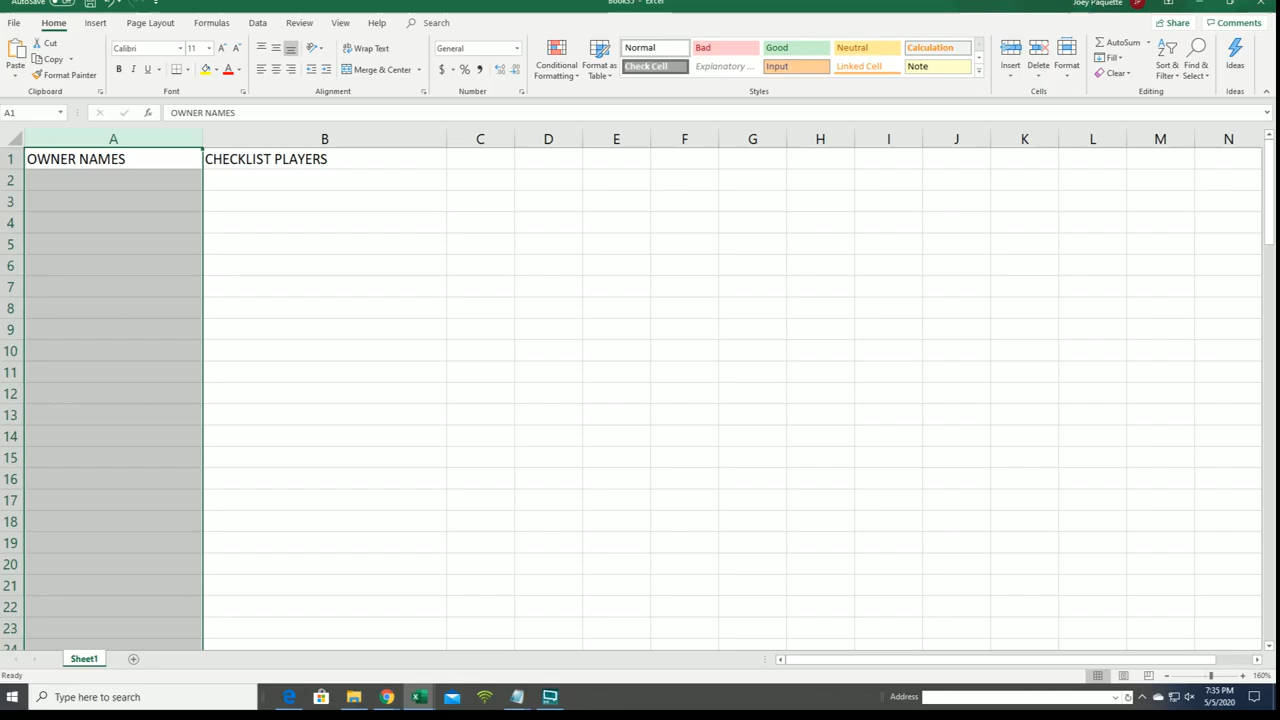 AutoSave Off Book55 - Excel Joey Paquette JP
File Home Insert Page Layout Formulas Data Review View Help Search Share Comments
Paste Cut Copy Format Painter Clipboard
Calibri 11 A A B I U A Font
Wrap Text Merge & Center Alignment
General $ % Number
Conditional Formatting Format as Table Normal Bad Good Neutral Calculation
Check Cell Explanatory ... Input Linked Cell Note Styles
Insert Delete Format Cells
AutoSum Fill Clear Sort & Filter Find & Select Editing
Ideas Ideas
A1 fx OWNER NAMES
A B C D E F G H I J K L M N
1 OWNER NAMES CHECKLIST PLAYERS
2
3
4
5
6
7
8
9
10
11
12
13
14
15
16
17
18
19
20
21
22
23
24
Sheet1
Ready 160%
Type here to search Address 7:35 PM
5/5/2020